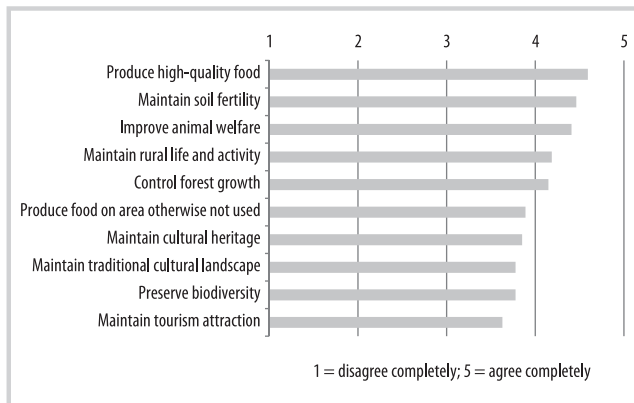 1 2 3 4 5
Produce high-quality food
Maintain soil fertility
Improve animal welfare
Maintain rural life and activity
Control forest growth
Produce food on area otherwise not used
Maintain cultural heritage
Maintain traditional cultural landscape
Preserve biodiversity
Maintain tourism attraction
1 = disagree completely; 5 = agree completely